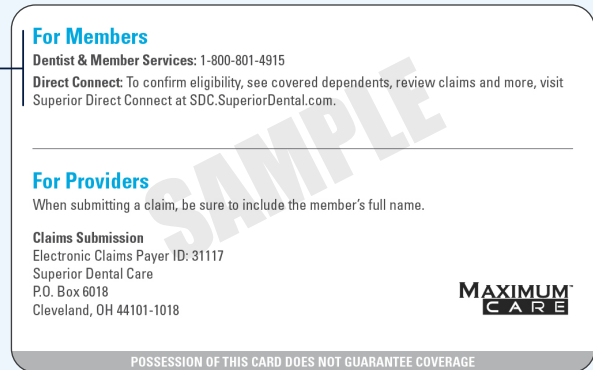 For Members
Dentist & Member Services: 1-800-801-4915
Direct Connect: To confirm eligibility, see covered dependents, review claims and more, visit
Superior Direct Connect at SDC.SuperiorDental.com.
SAMPLE
For Providers
When submitting a claim, be sure to include the member's full name.
Claims Submission
Electronic Claims Payer ID: 31117
Superior Dental Care
P.O. Box 6018
Cleveland, OH 44101-1018
MAXIMUM™
CARE
POSSESSION OF THIS CARD DOES NOT GUARANTEE COVERAGE